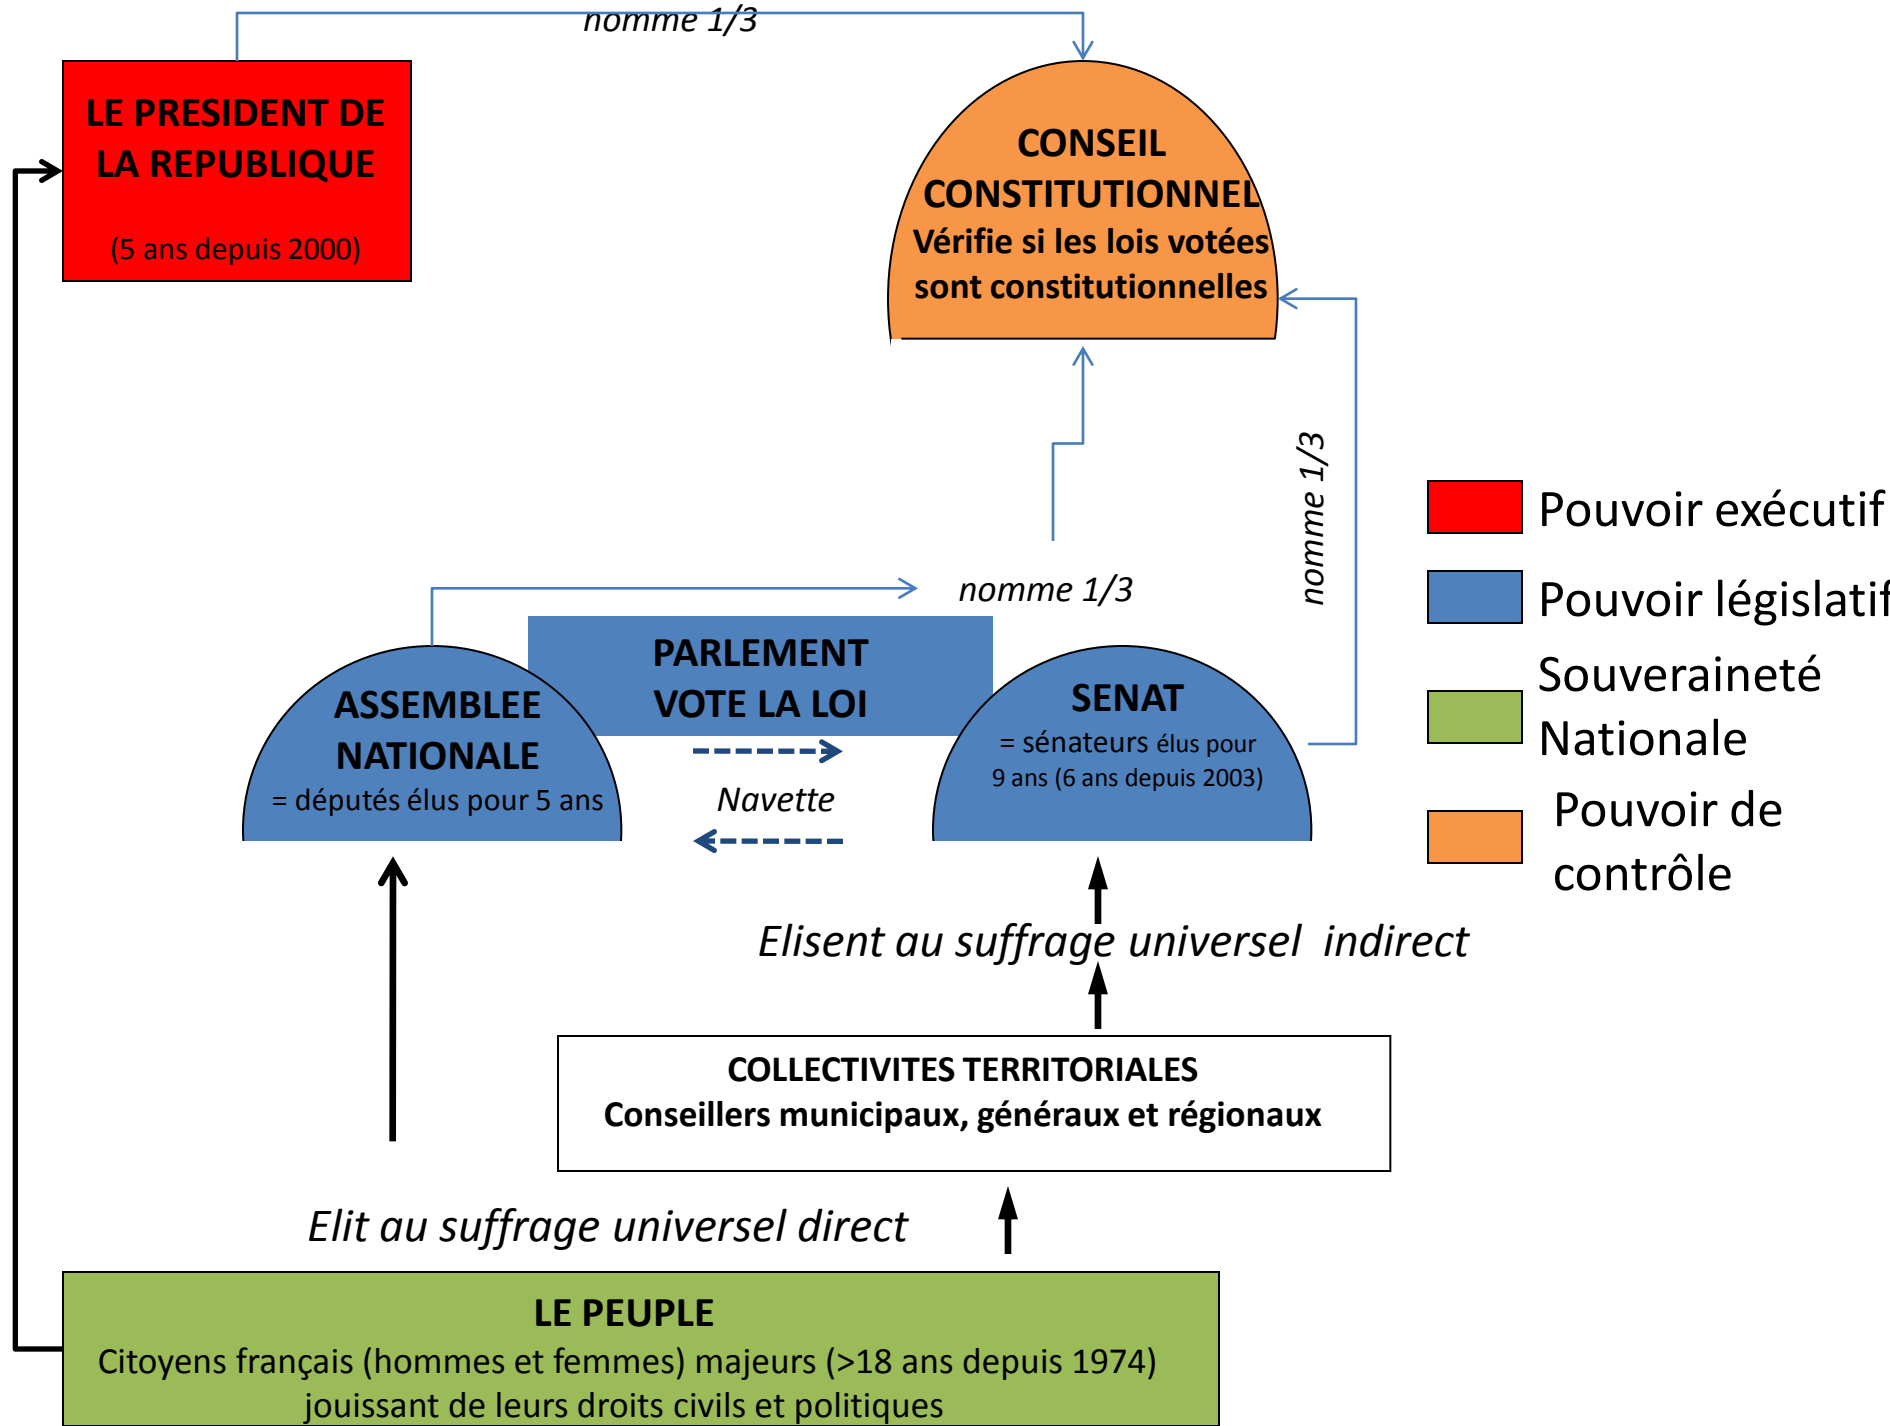 nomme 1/3
LE PRESIDENT DE
LA REPUBLIQUE
(5 ans depuis 2000)
CONSEIL
CONSTITUTIONNEL
Vérifie si les lois votées
sont constitutionnelles
nomme 1/3
nomme 1/3
PARLEMENT
VOTE LA LOI
ASSEMBLEE
NATIONALE
= députés élus pour 5 ans
Navette
SENAT
= sénateurs élus pour
9 ans (6 ans depuis 2003)
Pouvoir exécutif
Pouvoir législatif
Souveraineté
Nationale
Pouvoir de
contrôle
Elisent au suffrage universel indirect
COLLECTIVITES TERRITORIALES
Conseillers municipaux, généraux et régionaux
Elit au suffrage universel direct
LE PEUPLE
Citoyens français (hommes et femmes) majeurs (>18 ans depuis 1974)
jouissant de leurs droits civils et politiques